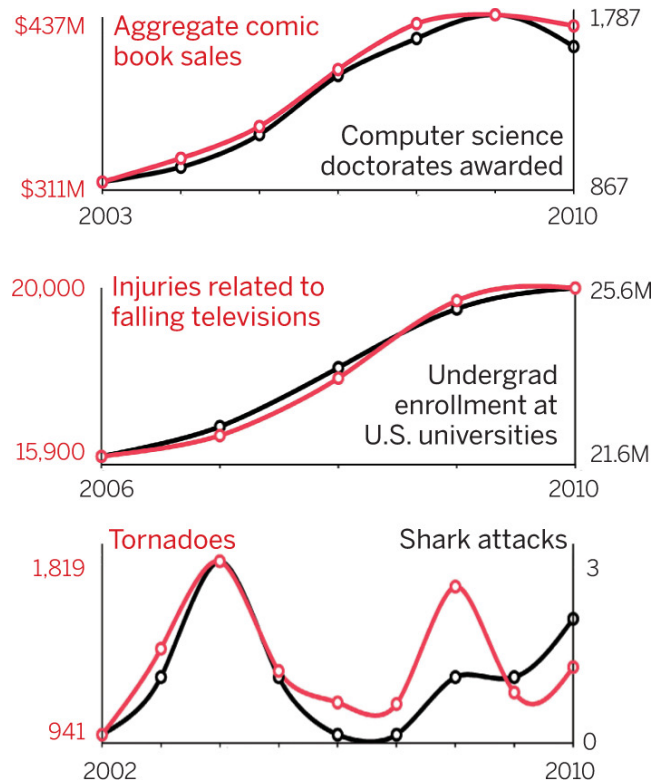 $437M
Aggregate comic
book sales
1,787
Computer science
doctorates awarded
$311M
867
2003
2010
20,000
Injuries related to
falling televisions
25.6M
Undergrad
enrollment at
U.S. universities
15,900
21.6M
2006
2010
Tornadoes
Shark attacks
1,819
3
941
0
2002
2010